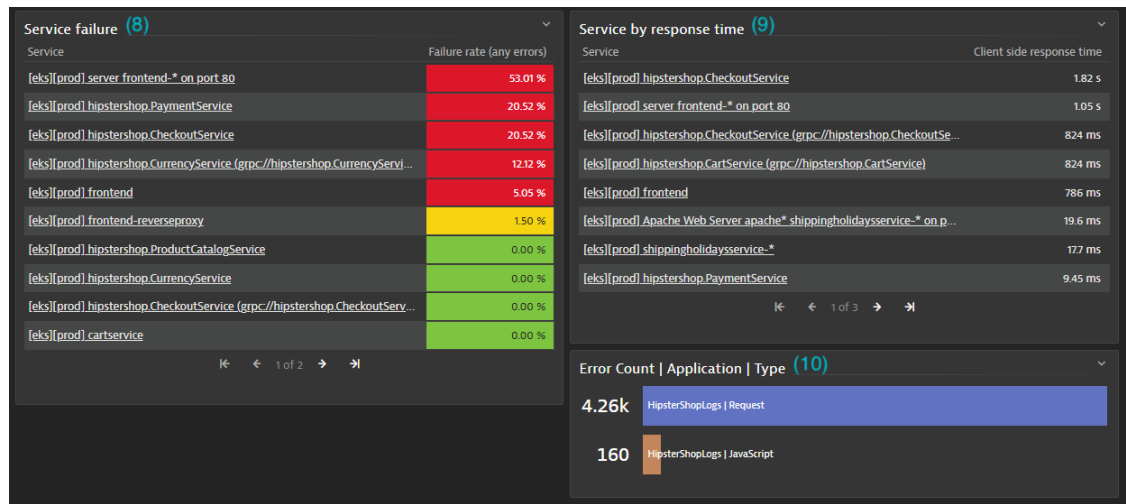 Service failure (8)
Service Failure rate (any errors)
[eks][prod] server frontend-* on port 80 53.01 %
[eks][prod] hipstershop.PaymentService 20.52 %
[eks][prod] hipstershop.CheckoutService 20.52 %
[eks][prod] hipstershop.CurrencyService (grpc://hipstershop.CurrencyServi... 12.12 %
[eks][prod] frontend 5.05 %
[eks][prod] frontend-reverseproxy 1.50 %
[eks][prod] hipstershop.ProductCatalogService 0.00 %
[eks][prod] hipstershop.CurrencyService 0.00 %
[eks][prod] hipstershop.CheckoutService (grpc://hipstershop.CheckoutServ... 0.00 %
[eks][prod] cartservice 0.00 %
1 of 2
Service by response time (9)
Service Client side response time
[eks][prod] hipstershop.CheckoutService 1.82 s
[eks][prod] server frontend-* on port 80 1.05 s
[eks][prod] hipstershop.CheckoutService (grpc://hipstershop.CheckoutSe... 824 ms
[eks][prod] hipstershop.CartService (grpc://hipstershop.CartService) 824 ms
[eks][prod] frontend 786 ms
[eks][prod] Apache Web Server apache* shippingholidaysservice-* on p... 19.6 ms
[eks][prod] shippingholidaysservice-* 17.7 ms
[eks][prod] hipstershop.PaymentService 9.45 ms
1 of 3
Error Count | Application | Type (10)
4.26k HipsterShopLogs | Request
160 HipsterShopLogs | JavaScript